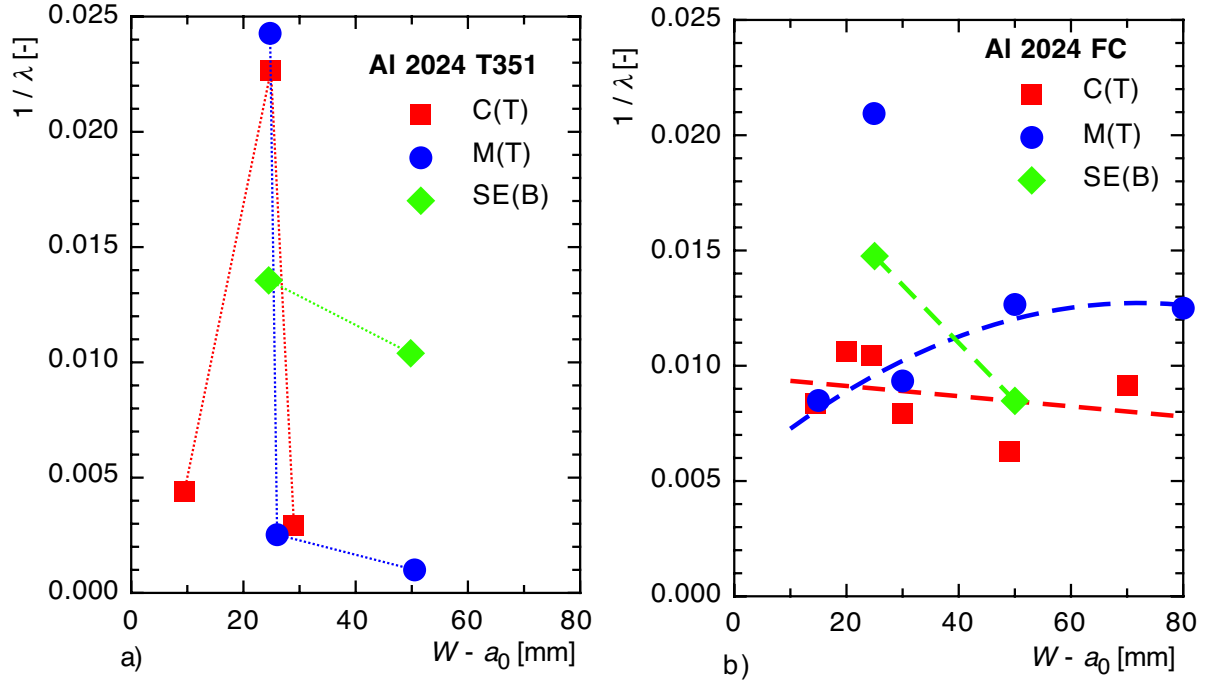 1 / λ [-]
0.025
0.020
0.015
0.010
0.005
0.000
Al 2024 T351
C(T)
M(T)
SE(B)
0 20 40 60 80
W - a0 [mm]
a)
1 / λ [-]
0.025
0.020
0.015
0.010
0.005
0.000
Al 2024 FC
C(T)
M(T)
SE(B)
0 20 40 60 80
W - a0 [mm]
b)